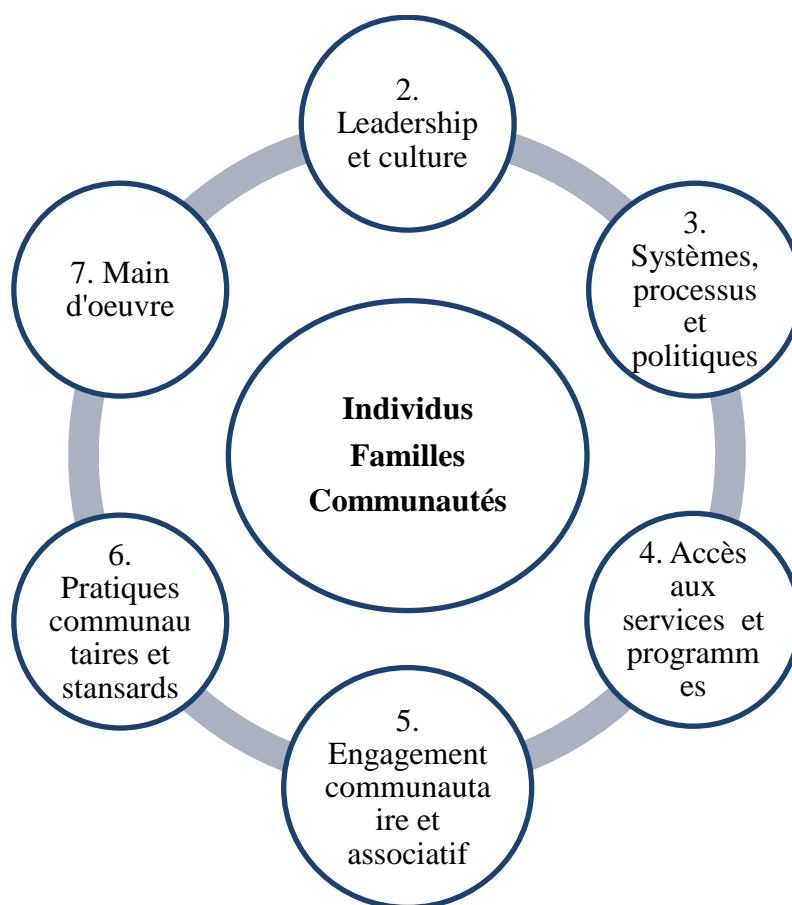 2.
Leadership
et culture
3.
Systèmes,
processus
et
politiques
4. Accès
aux
services et
programm
es
5.
Engagement
communauta
ire et
associatif
6.
Pratiques
communau
taires et
stansards
7. Main
d'oeuvre
Individus
Familles
Communautés